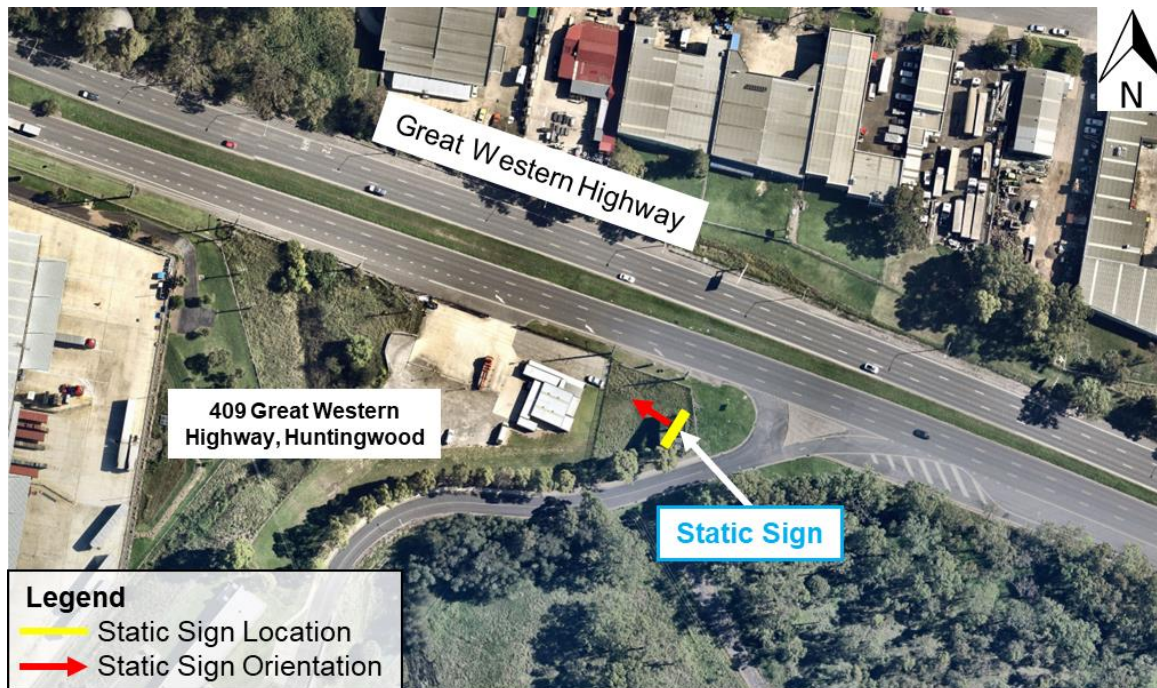 N
Great Western Highway
409 Great Western
Highway, Huntingwood
Static Sign
Legend
Static Sign Location
Static Sign Orientation